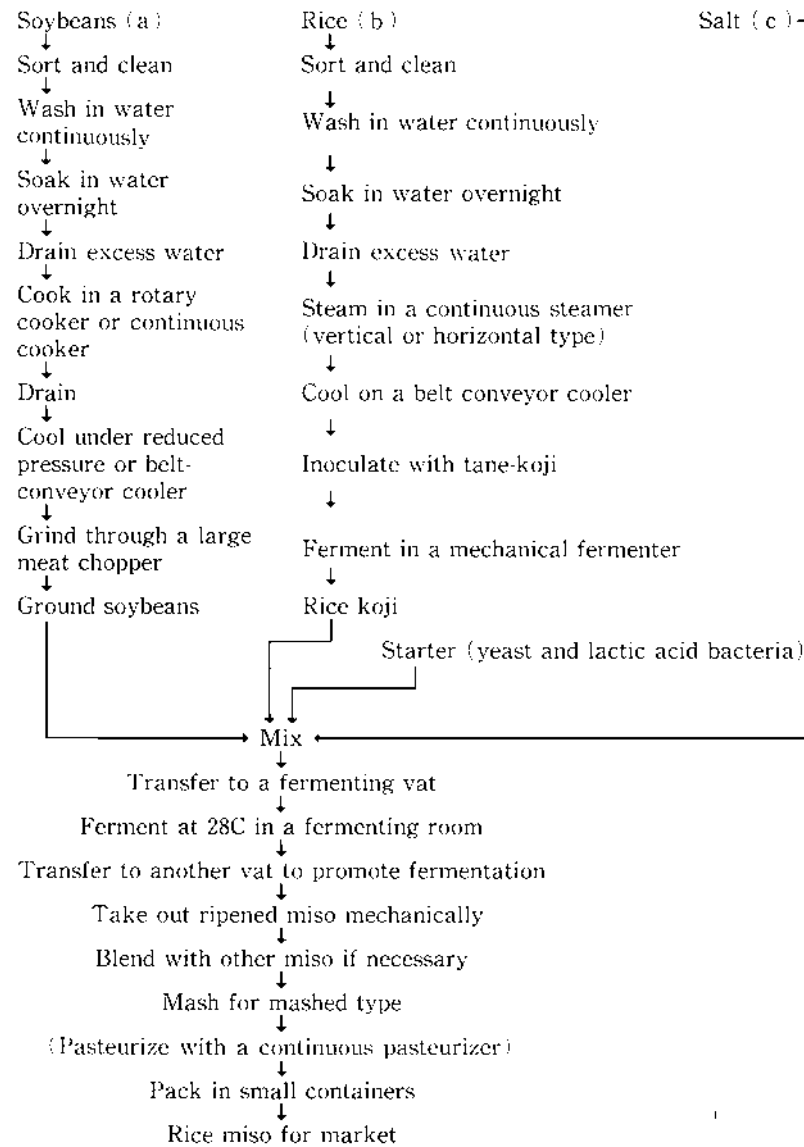 Soybeans (a)
Sort and clean
Wash in water
continuously
Soak in water
overnight
Drain excess water
Cook in a rotary
cooker or continuous
cooker
Drain
Cool under reduced
pressure or belt-
conveyor cooler
Grind through a large
meat chopper
Ground soybeans
Rice (b)
Sort and clean
Wash in water continuously
Soak in water overnight
Drain excess water
Steam in a continuous steamer
(vertical or horizontal type)
Cool on a belt conveyor cooler
Inoculate with tane-koji
Ferment in a mechanical fermenter
Rice koji
Salt (c)
Starter (yeast and lactic acid bacteria)
Mix
Transfer to a fermenting vat
Ferment at 28C in a fermenting room
Transfer to another vat to promote fermentation
Take out ripened miso mechanically
Blend with other miso if necessary
Mash for mashed type
(Pasteurize with a continuous pasteurizer)
Pack in small containers
Rice miso for market